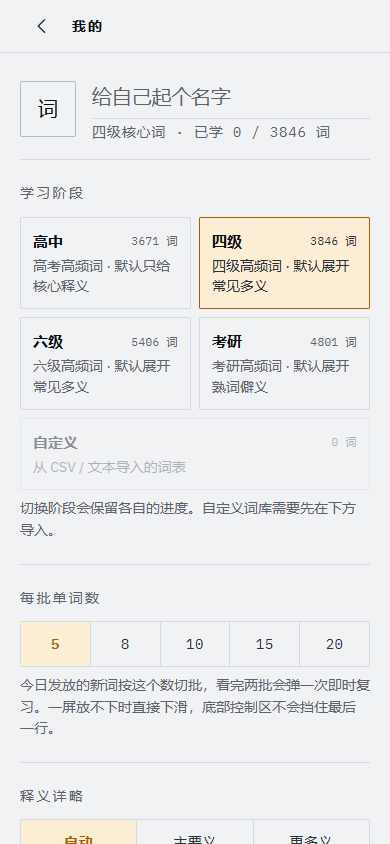 我的
词
给自己起个名字
四级核心词 · 已学 0 / 3846 词
学习阶段
高中 3671 词
高考高频词 · 默认只给
核心释义
四级 3846 词
四级高频词 · 默认展开
常见多义
六级 5406 词
六级高频词 · 默认展开
常见多义
考研 4801 词
考研高频词 · 默认展开
熟词僻义
自定义 0 词
从 CSV / 文本导入的词表
切换阶段会保留各自的进度。自定义词库需要先在下方
导入。
每批单词数
5 8 10 15 20
今日发放的新词按这个数切批，看完两批会弹一次即时复
习。一屏放不下时直接下滑，底部控制区不会挡住最后
一行。
释义详略
自动 主要义 更多义